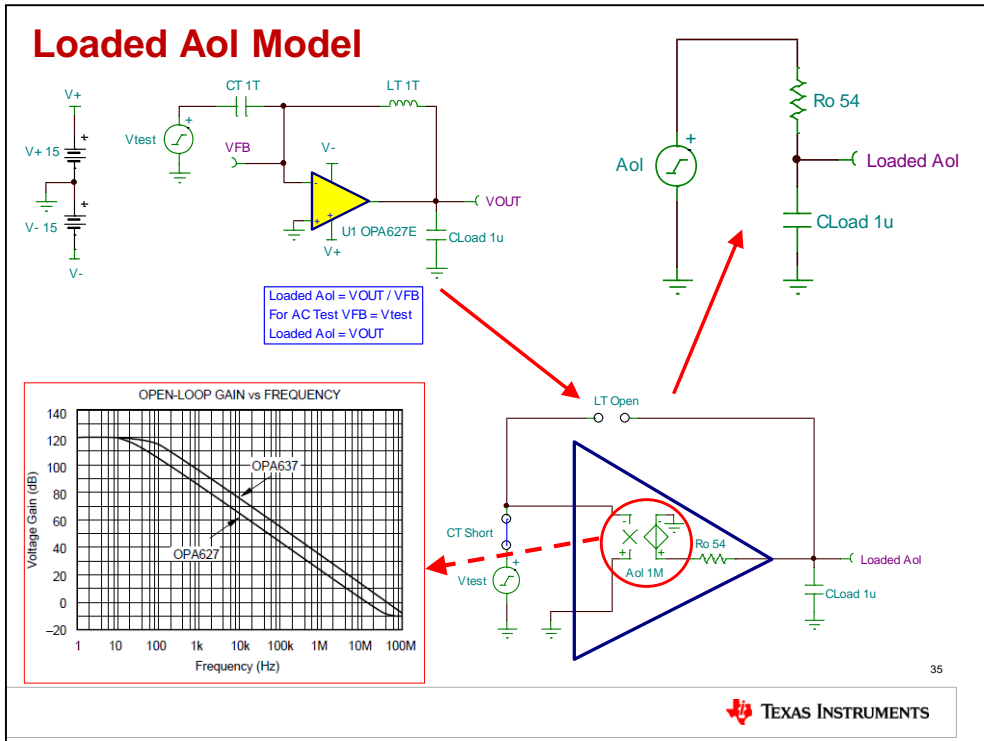 Loaded Aol Model
V+
V+ 15
V- 15
V-
CT 1T
LT 1T
Vtest
+
VFB
V-
-
+
+
U1 OPA627E
V+
VOUT
CLoad 1u
Loaded Aol = VOUT / VFB
For AC Test VFB = Vtest
Loaded Aol = VOUT
Aol
+
Ro 54
Loaded Aol
CLoad 1u
OPEN-LOOP GAIN vs FREQUENCY
Voltage Gain (dB)
140
120
100
80
60
40
20
0
–20
OPA637
OPA627
1 10 100 1k 10k 100k 1M 10M 100M
Frequency (Hz)
LT Open
CT Short
Vtest
+
-
-
+
+
Ro 54
Aol 1M
Loaded Aol
CLoad 1u
35
TEXAS INSTRUMENTS